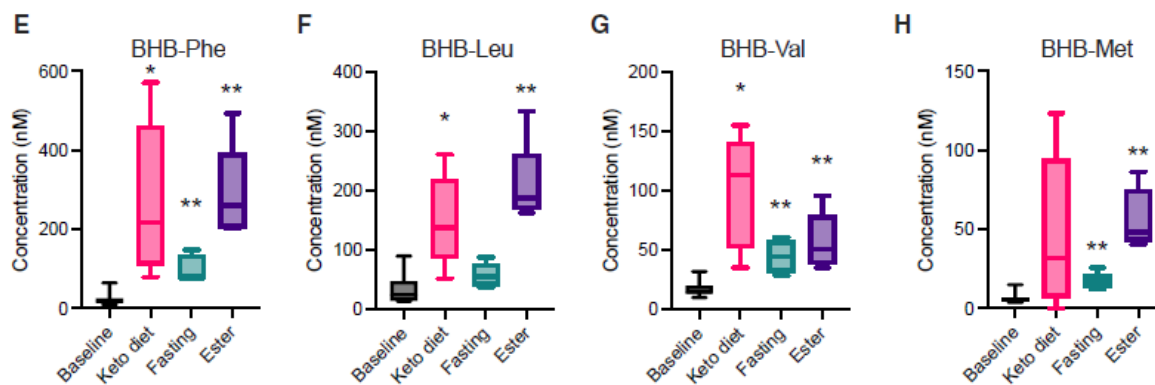 E
BHB-Phe
Concentration (nM)
600
400
200
0
*
**
**
Baseline
Keto diet
Fasting
Ester
F
BHB-Leu
Concentration (nM)
400
300
200
100
0
*
**
Baseline
Keto diet
Fasting
Ester
G
BHB-Val
Concentration (nM)
200
150
100
50
0
*
**
**
Baseline
Keto diet
Fasting
Ester
H
BHB-Met
Concentration (nM)
150
100
50
0
**
**
Baseline
Keto diet
Fasting
Ester